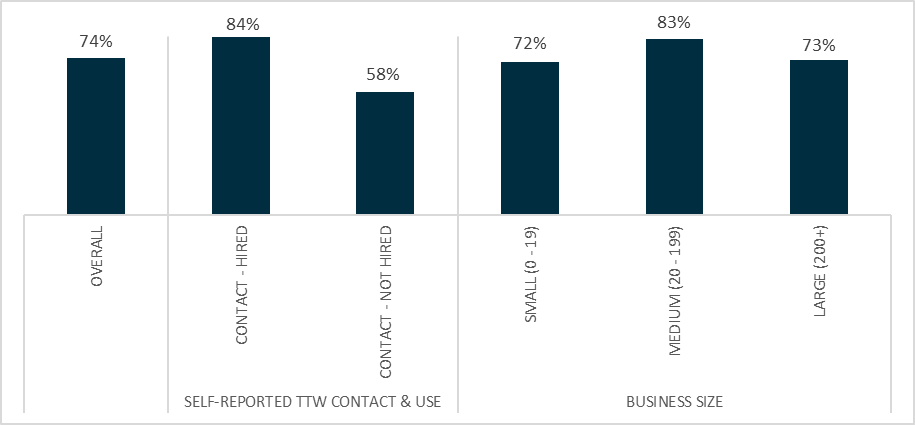 74%
84%
58%
72%
83%
73%
OVERALL
CONTACT - HIRED
CONTACT - NOT HIRED
SMALL (0 - 19)
MEDIUM (20 - 199)
LARGE (200+)
SELF-REPORTED TTW CONTACT & USE
BUSINESS SIZE